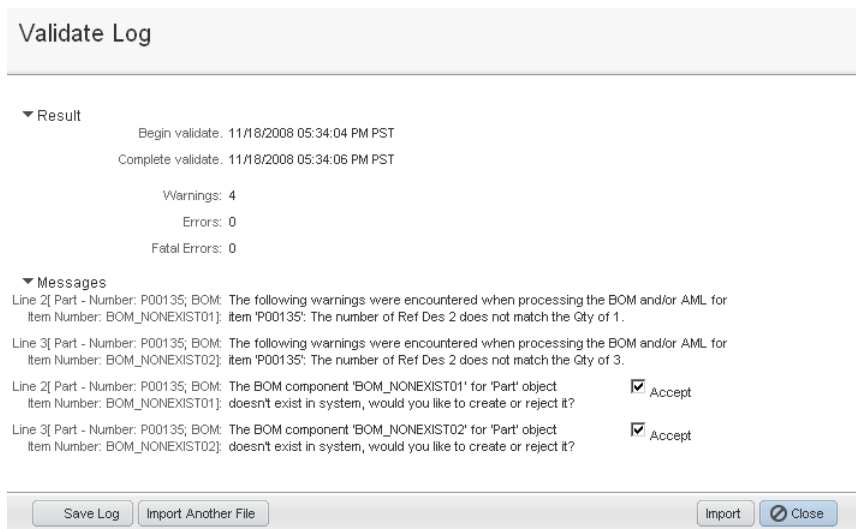 Validate Log
Result
Begin validate. 11/18/2008 05:34:04 PM PST
Complete validate. 11/18/2008 05:34:06 PM PST
Warnings: 4
Errors: 0
Fatal Errors: 0
Messages
Line 2[ Part - Number: P00135; BOM: The following warnings were encountered when processing the BOM and/or AML for
Item Number: BOM_NONEXIST01]: item 'P00135': The number of Ref Des 2 does not match the Qty of 1.
Line 3[ Part - Number: P00135; BOM: The following warnings were encountered when processing the BOM and/or AML for
Item Number: BOM_NONEXIST02]: item 'P00135': The number of Ref Des 2 does not match the Qty of 3.
Line 2[ Part - Number: P00135; BOM: The BOM component 'BOM_NONEXIST01' for 'Part' object Accept
Item Number: BOM_NONEXIST01]: doesn't exist in system, would you like to create or reject it?
Line 3[ Part - Number: P00135; BOM: The BOM component 'BOM_NONEXIST02' for 'Part' object Accept
Item Number: BOM_NONEXIST02]: doesn't exist in system, would you like to create or reject it?
Save Log Import Another File Import Close